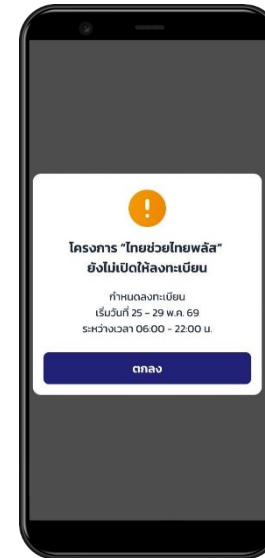 โครงการ “ไทยช่วยไทยพลัส”
ยังไม่เปิดให้ลงทะเบียน
กำหนดลงทะเบียน
เริ่มวันที่ 25 - 29 พ.ค. 69
ระหว่างเวลา 06:00 - 22:00 น.
ตกลง